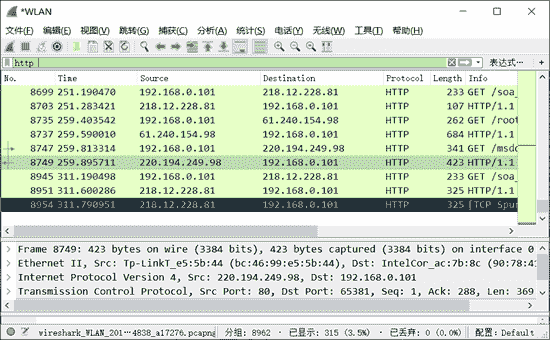 *WLAN
文件(F) 编辑(E) 视图(V) 跳转(G) 捕获(C) 分析(A) 统计(S) 电话(Y) 无线(W) 工具(T) 帮助(H)
http 表达式…
No. Time Source Destination Protocol Length Info
8699 251.190470 192.168.0.101 218.12.228.81 HTTP 233 GET /soa_
8703 251.283421 218.12.228.81 192.168.0.101 HTTP 107 HTTP/1.1
8735 259.403542 192.168.0.101 61.240.154.98 HTTP 262 GET /root
8737 259.590010 61.240.154.98 192.168.0.101 HTTP 684 HTTP/1.1
8747 259.813314 192.168.0.101 220.194.249.98 HTTP 341 GET /msdo
8749 259.895711 220.194.249.98 192.168.0.101 HTTP 423 HTTP/1.1
8945 311.190498 192.168.0.101 218.12.228.81 HTTP 233 GET /soa_
8951 311.600286 218.12.228.81 192.168.0.101 HTTP 325 HTTP/1.1
8954 311.790951 218.12.228.81 192.168.0.101 HTTP 325 [TCP Spur
Frame 8749: 423 bytes on wire (3384 bits), 423 bytes captured (3384 bits) on interface 0
Ethernet II, Src: Tp-LinkT_e5:5b:44 (bc:46:99:e5:5b:44), Dst: IntelCor_ac:7b:8c (90:78:41
Internet Protocol Version 4, Src: 220.194.249.98, Dst: 192.168.0.101
Transmission Control Protocol, Src Port: 80, Dst Port: 65381, Seq: 1, Ack: 288, Len: 369
wireshark_WLAN_201…4838_a17276.pcapng 分组: 8962 · 已显示: 315 (3.5%) · 已丢弃: 0 (0.0%) 配置: Default